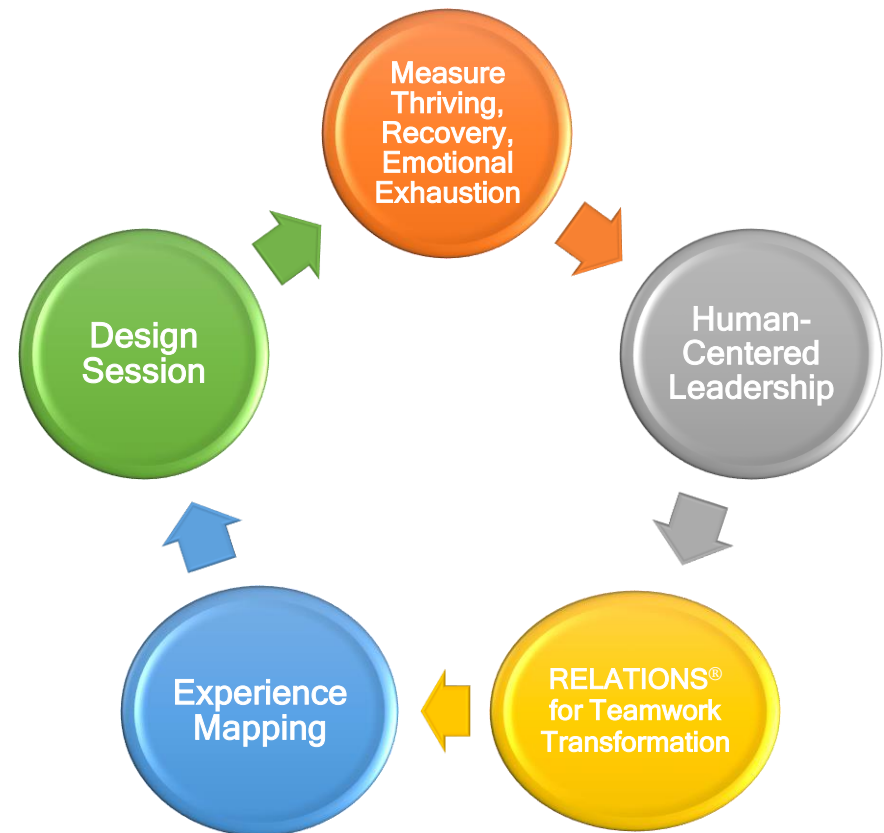 Measure
Thriving,
Recovery,
Emotional
Exhaustion
Human-
Centered
Leadership
RELATIONS®
for Teamwork
Transformation
Experience
Mapping
Design
Session